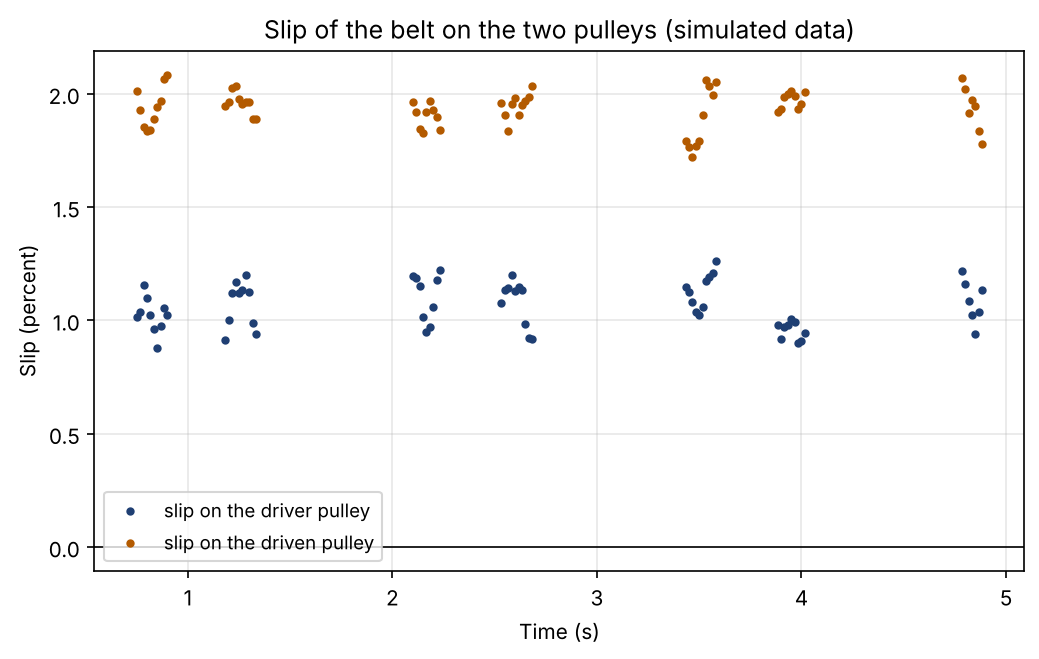 Slip of the belt on the two pulleys (simulated data)
Slip (percent)
2.0
1.5
1.0
0.5
0.0
slip on the driver pulley
slip on the driven pulley
1 2 3 4 5
Time (s)